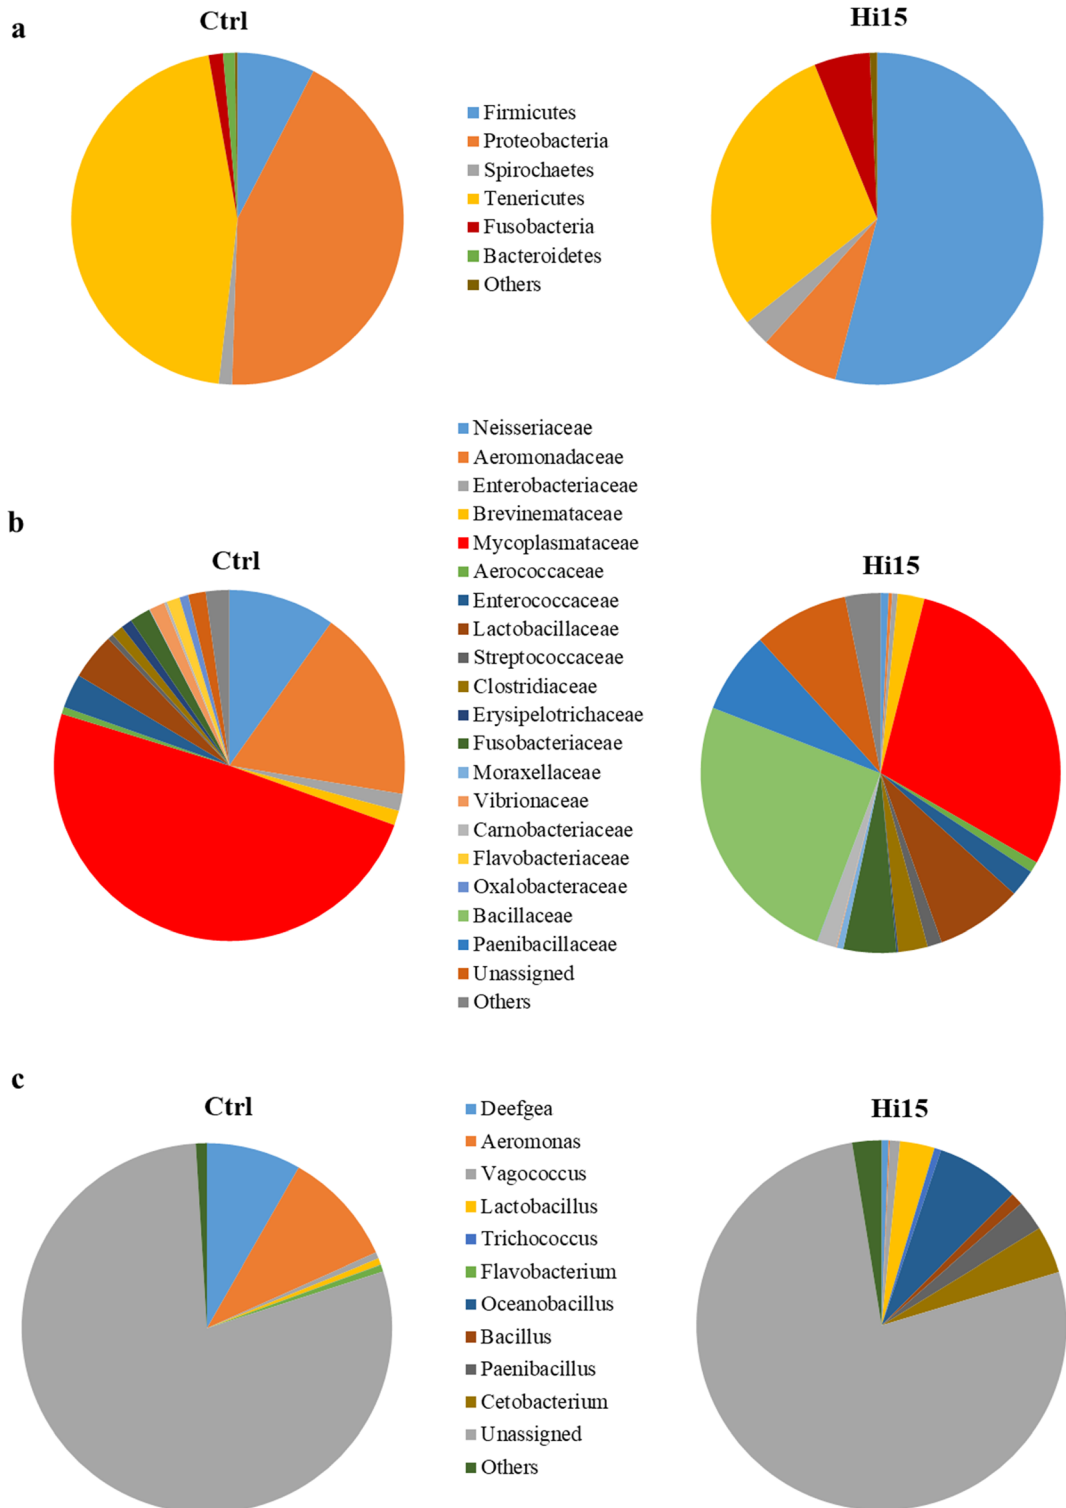 a
Ctrl
Hi15
Firmicutes
Proteobacteria
Spirochaetes
Tenericutes
Fusobacteria
Bacteroidetes
Others
b
Ctrl
Hi15
Neisseriaceae
Aeromonadaceae
Enterobacteriaceae
Brevinemataceae
Mycoplasmataceae
Aerococcaceae
Enterococcaceae
Lactobacillaceae
Streptococcaceae
Clostridiaceae
Erysipelotrichaceae
Fusobacteriaceae
Moraxellaceae
Vibrionaceae
Carnobacteriaceae
Flavobacteriaceae
Oxalobacteraceae
Bacillaceae
Paenibacillaceae
Unassigned
Others
c
Ctrl
Hi15
Deefgea
Aeromonas
Vagococcus
Lactobacillus
Trichococcus
Flavobacterium
Oceanobacillus
Bacillus
Paenibacillus
Cetobacterium
Unassigned
Others